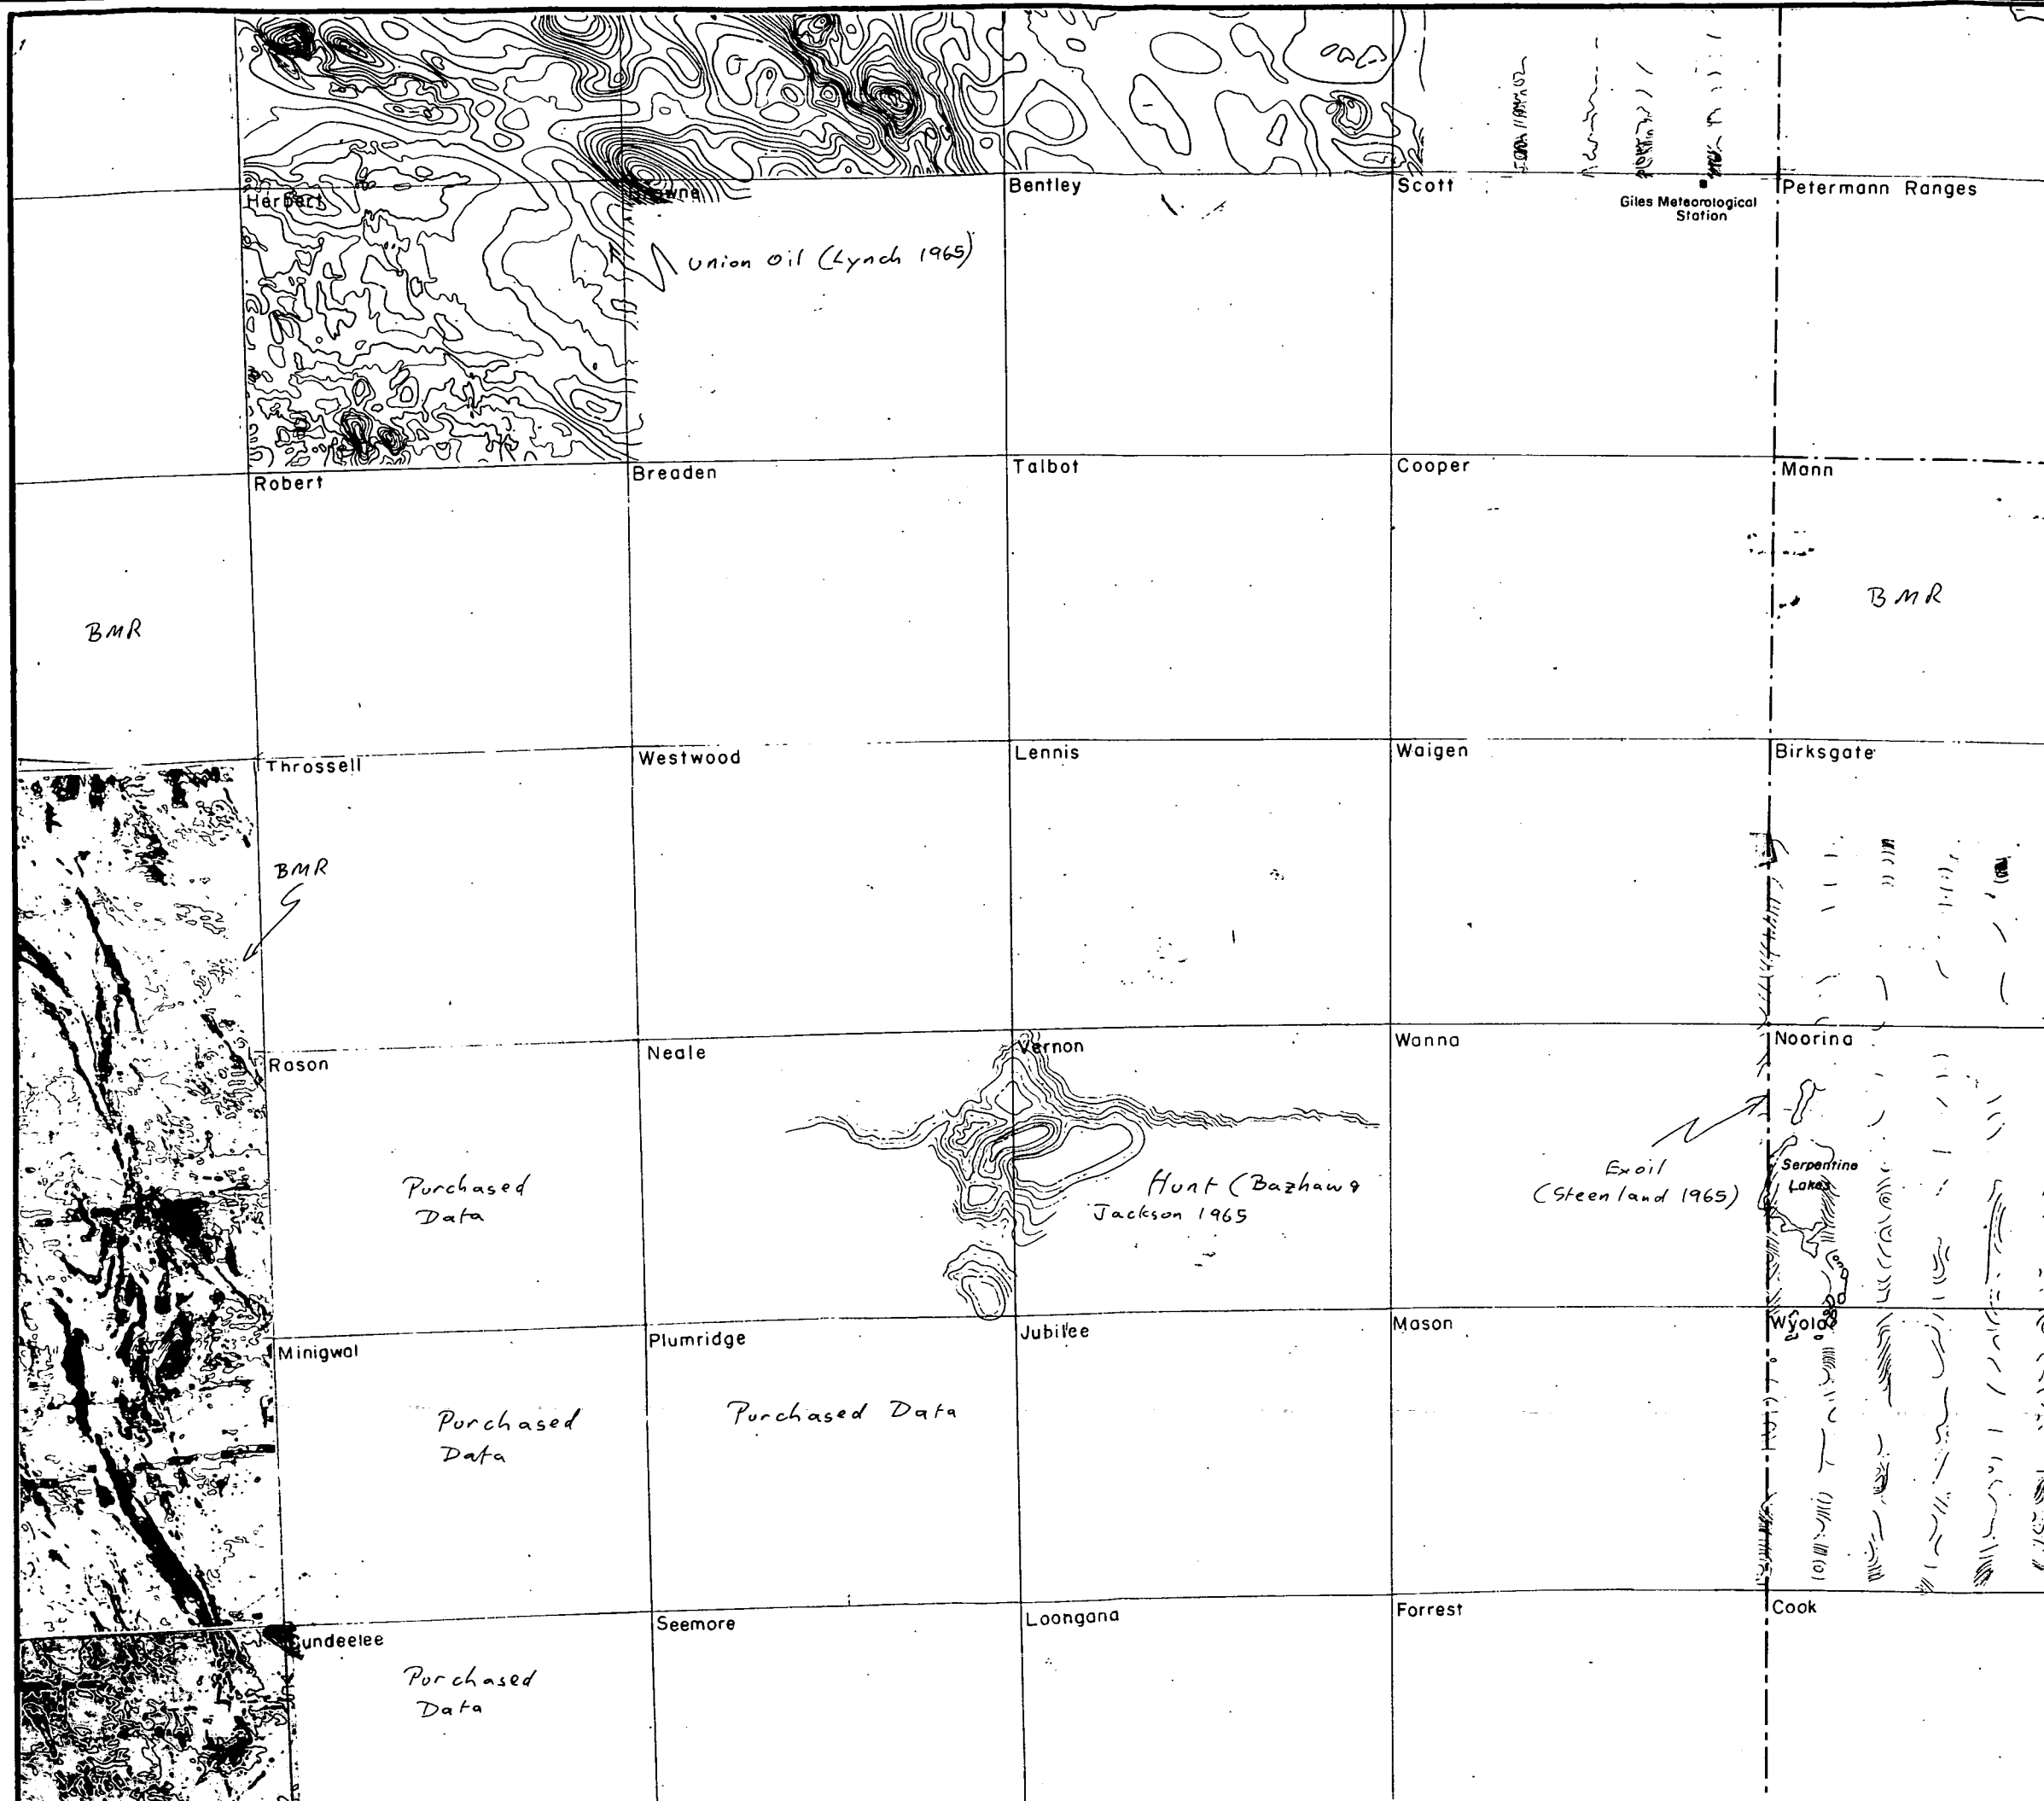 Herbert
Browne
Bentley
Scott
Petermann Ranges
Giles Meteorological
Station
Union Oil (Lynch 1965)
Robert
Breaden
Talbot
Cooper
Mann
BMR
BMR
Throssell
Westwood
Lennis
Waigen
Birksgate
BMR
Rason
Neale
Vernon
Wanna
Noorina
Purchased
Data
Hunt (Bazhaw &
Jackson 1965
Exoil
(Steenland 1965)
Serpentine
Lakes
Minigwal
Plumridge
Jubilee
Mason
Wyola
Purchased
Data
Purchased Data
Cundeelee
Seemore
Loongana
Forrest
Cook
Purchased
Data